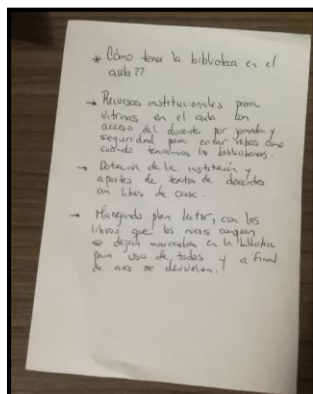 * Cómo tener la biblioteca en el
aula??
→ Recursos institucionales para
vitrinas en el aula con
acceso del docente por jornada y
seguridad para evitar robos como
cuando teníamos las bibliobanos.
→ Dotación de la institución y
aportes de textos de docentes
con libros de clase.
→ Manejando plan lector, con los
libros que los niños compran
se dejan marcados en la biblioteca
para uso de todos y a final
de año se devuelven.